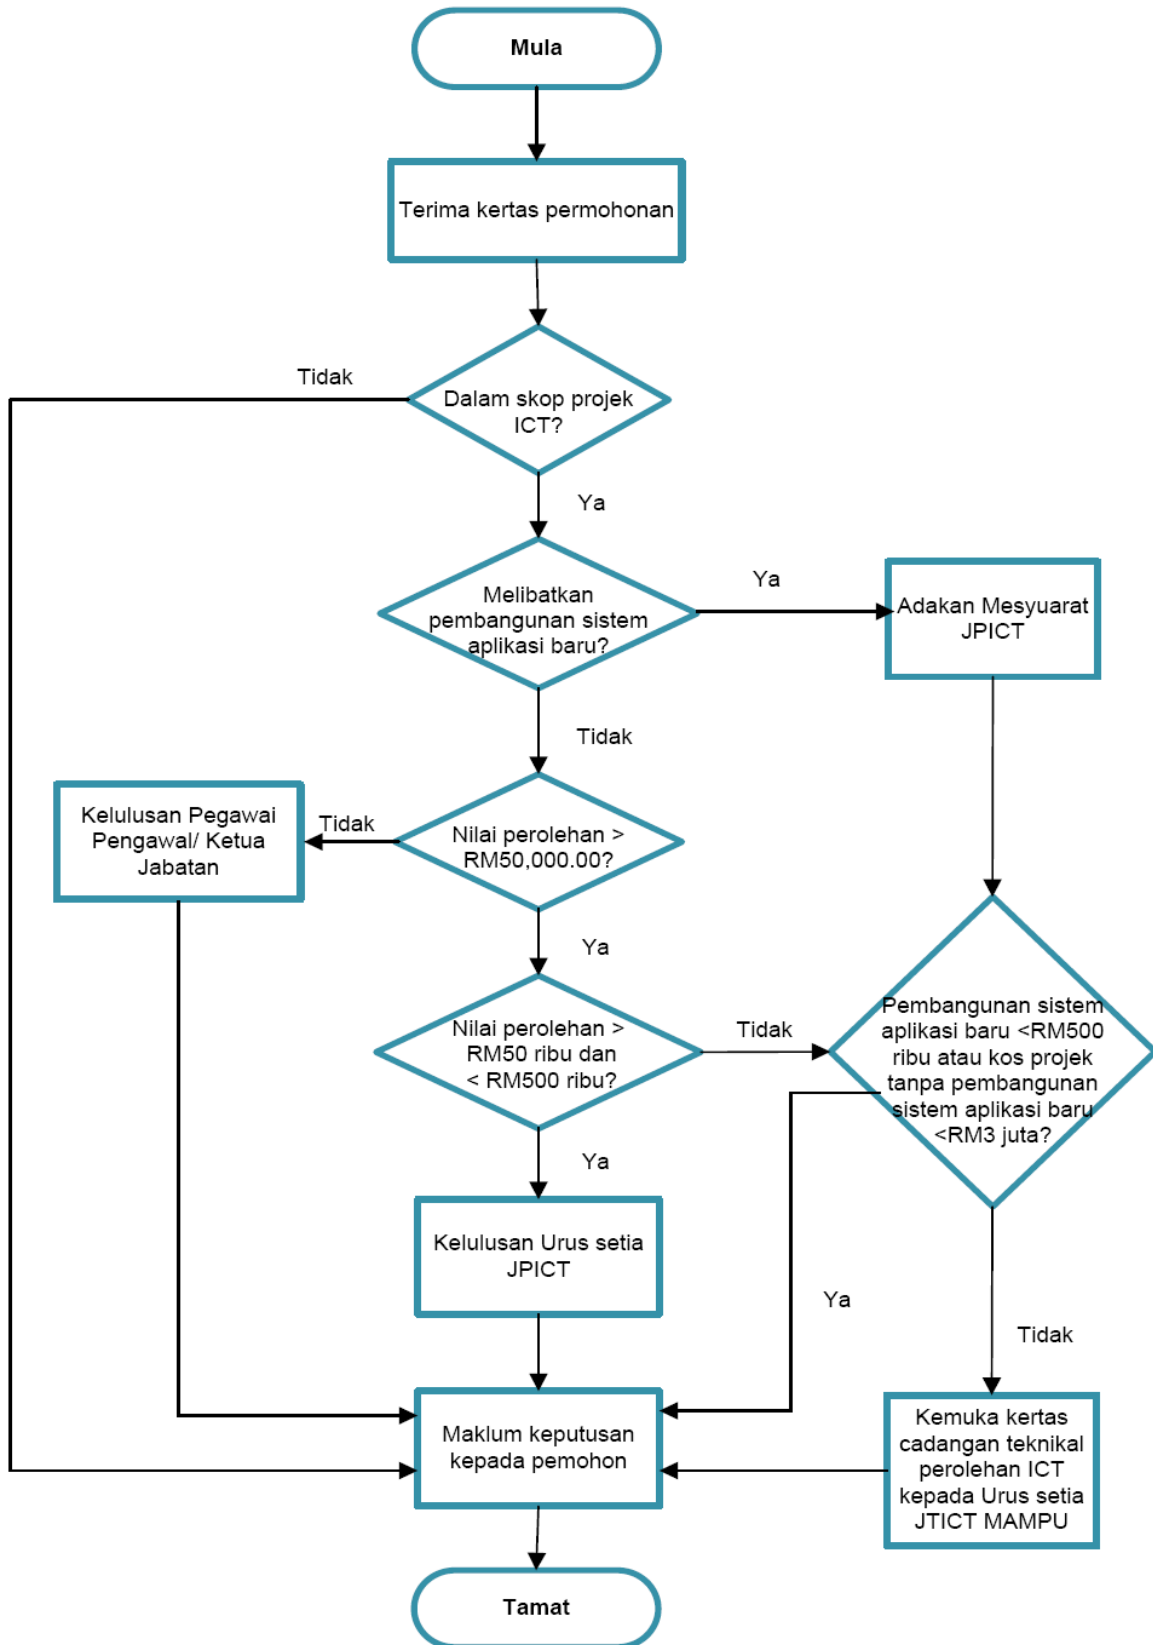 Mula
Terima kertas permohonan
Tidak
Dalam skop projek
ICT?
Ya
Melibatkan
pembangunan sistem
aplikasi baru?
Ya
Adakan Mesyuarat
JPICT
Tidak
Kelulusan Pegawai
Pengawal/ Ketua
Jabatan
Tidak
Nilai perolehan >
RM50,000.00?
Ya
Nilai perolehan >
RM50 ribu dan
< RM500 ribu?
Tidak
Pembangunan sistem
aplikasi baru <RM500
ribu atau kos projek
tanpa pembangunan
sistem aplikasi baru
<RM3 juta?
Ya
Kelulusan Urus setia
JPICT
Ya
Tidak
Maklum keputusan
kepada pemohon
Kemuka kertas
cadangan teknikal
perolehan ICT
kepada Urus setia
JTICT MAMPU
Tamat